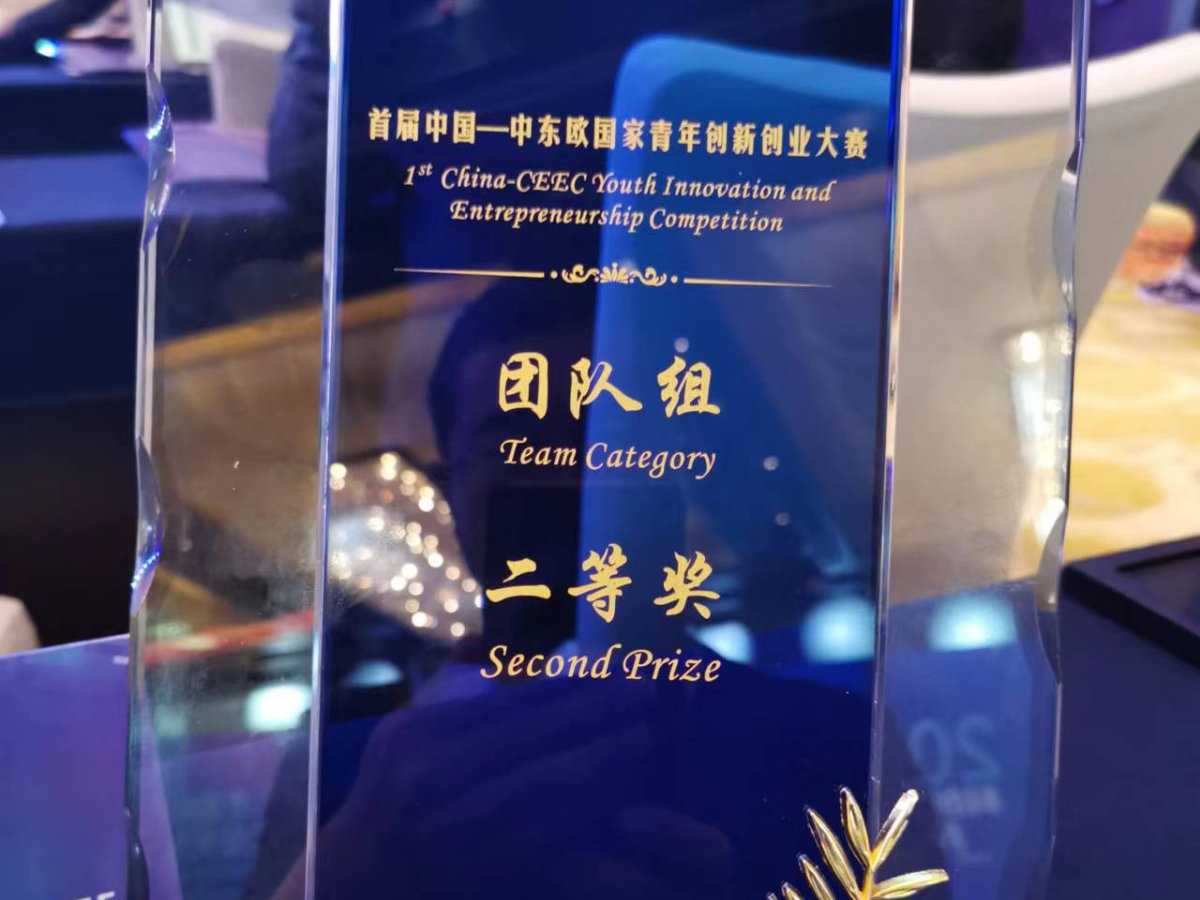 首届中国—中东欧国家青年创新创业大赛
1st China-CEEC Youth Innovation and
Entrepreneurship Competition
团队组
Team Category
二等奖
Second Prize
20